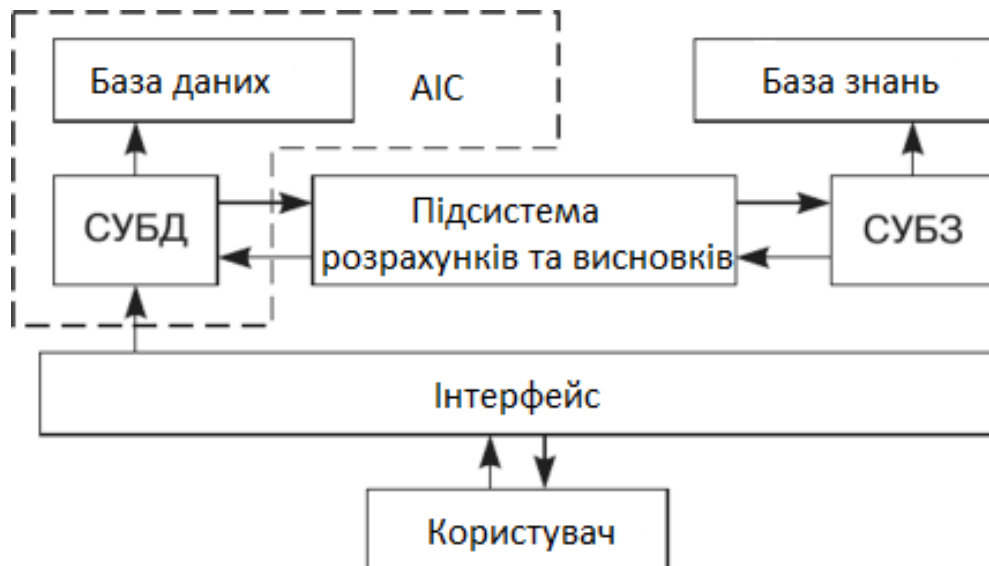 База даних
АІС
База знань
СУБД
Підсистема
розрахунків та висновків
СУБЗ
Інтерфейс
Користувач